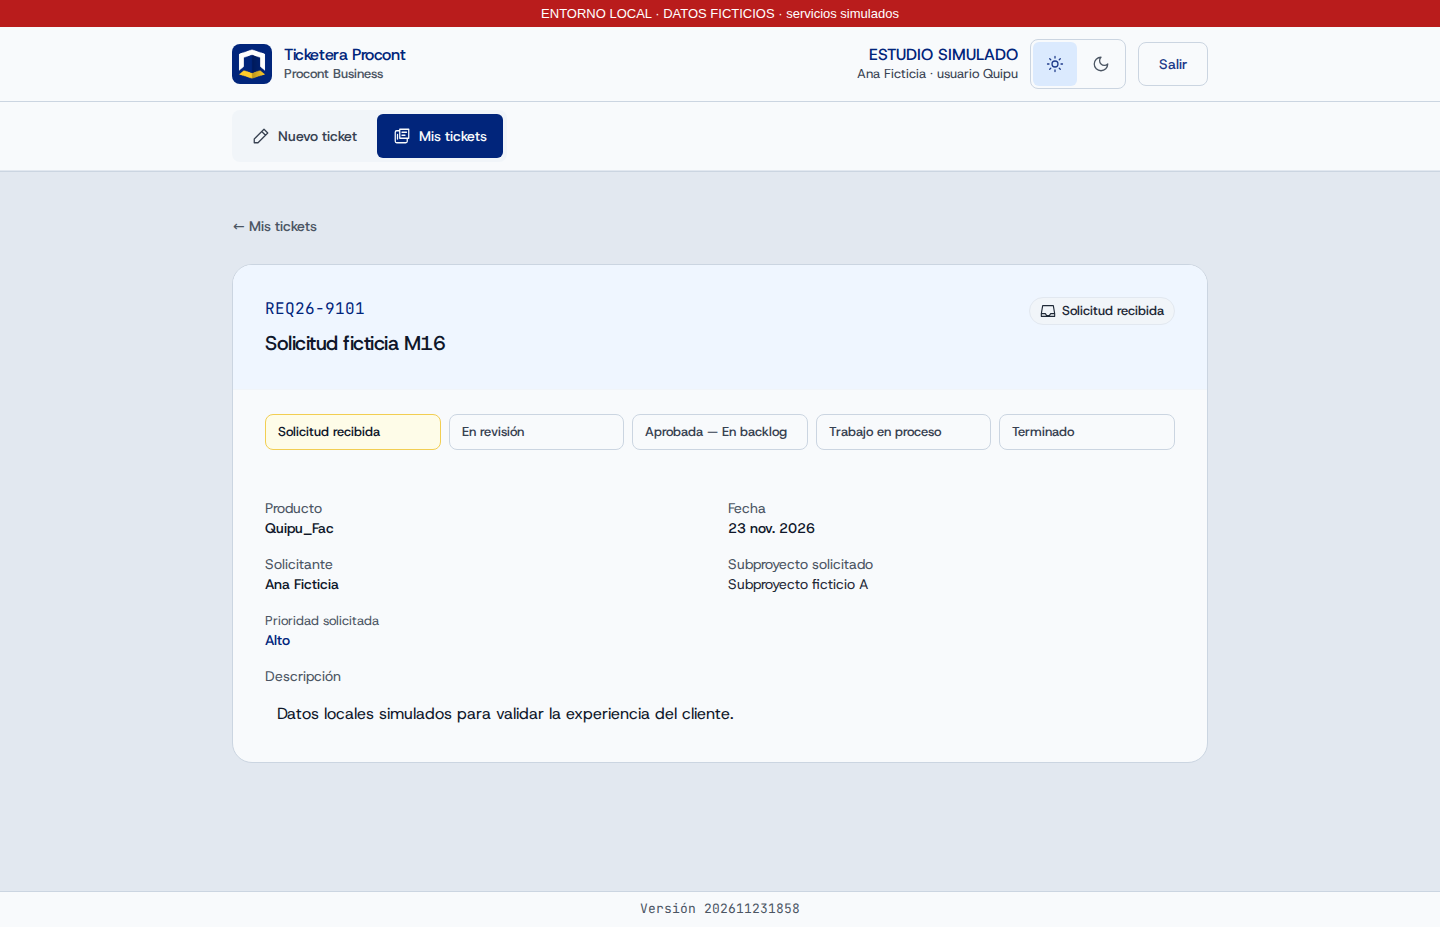 ENTORNO LOCAL · DATOS FICTICIOS · servicios simulados
Ticketera Procont
Procont Business
ESTUDIO SIMULADO
Ana Ficticia · usuario Quipu
Salir
Nuevo ticket
Mis tickets
← Mis tickets
REQ26-9101
Solicitud recibida
Solicitud ficticia M16
Solicitud recibida
En revisión
Aprobada — En backlog
Trabajo en proceso
Terminado
Producto
Quipu_Fac
Fecha
23 nov. 2026
Solicitante
Ana Ficticia
Subproyecto solicitado
Subproyecto ficticio A
Prioridad solicitada
Alto
Descripción
Datos locales simulados para validar la experiencia del cliente.
Versión 202611231858